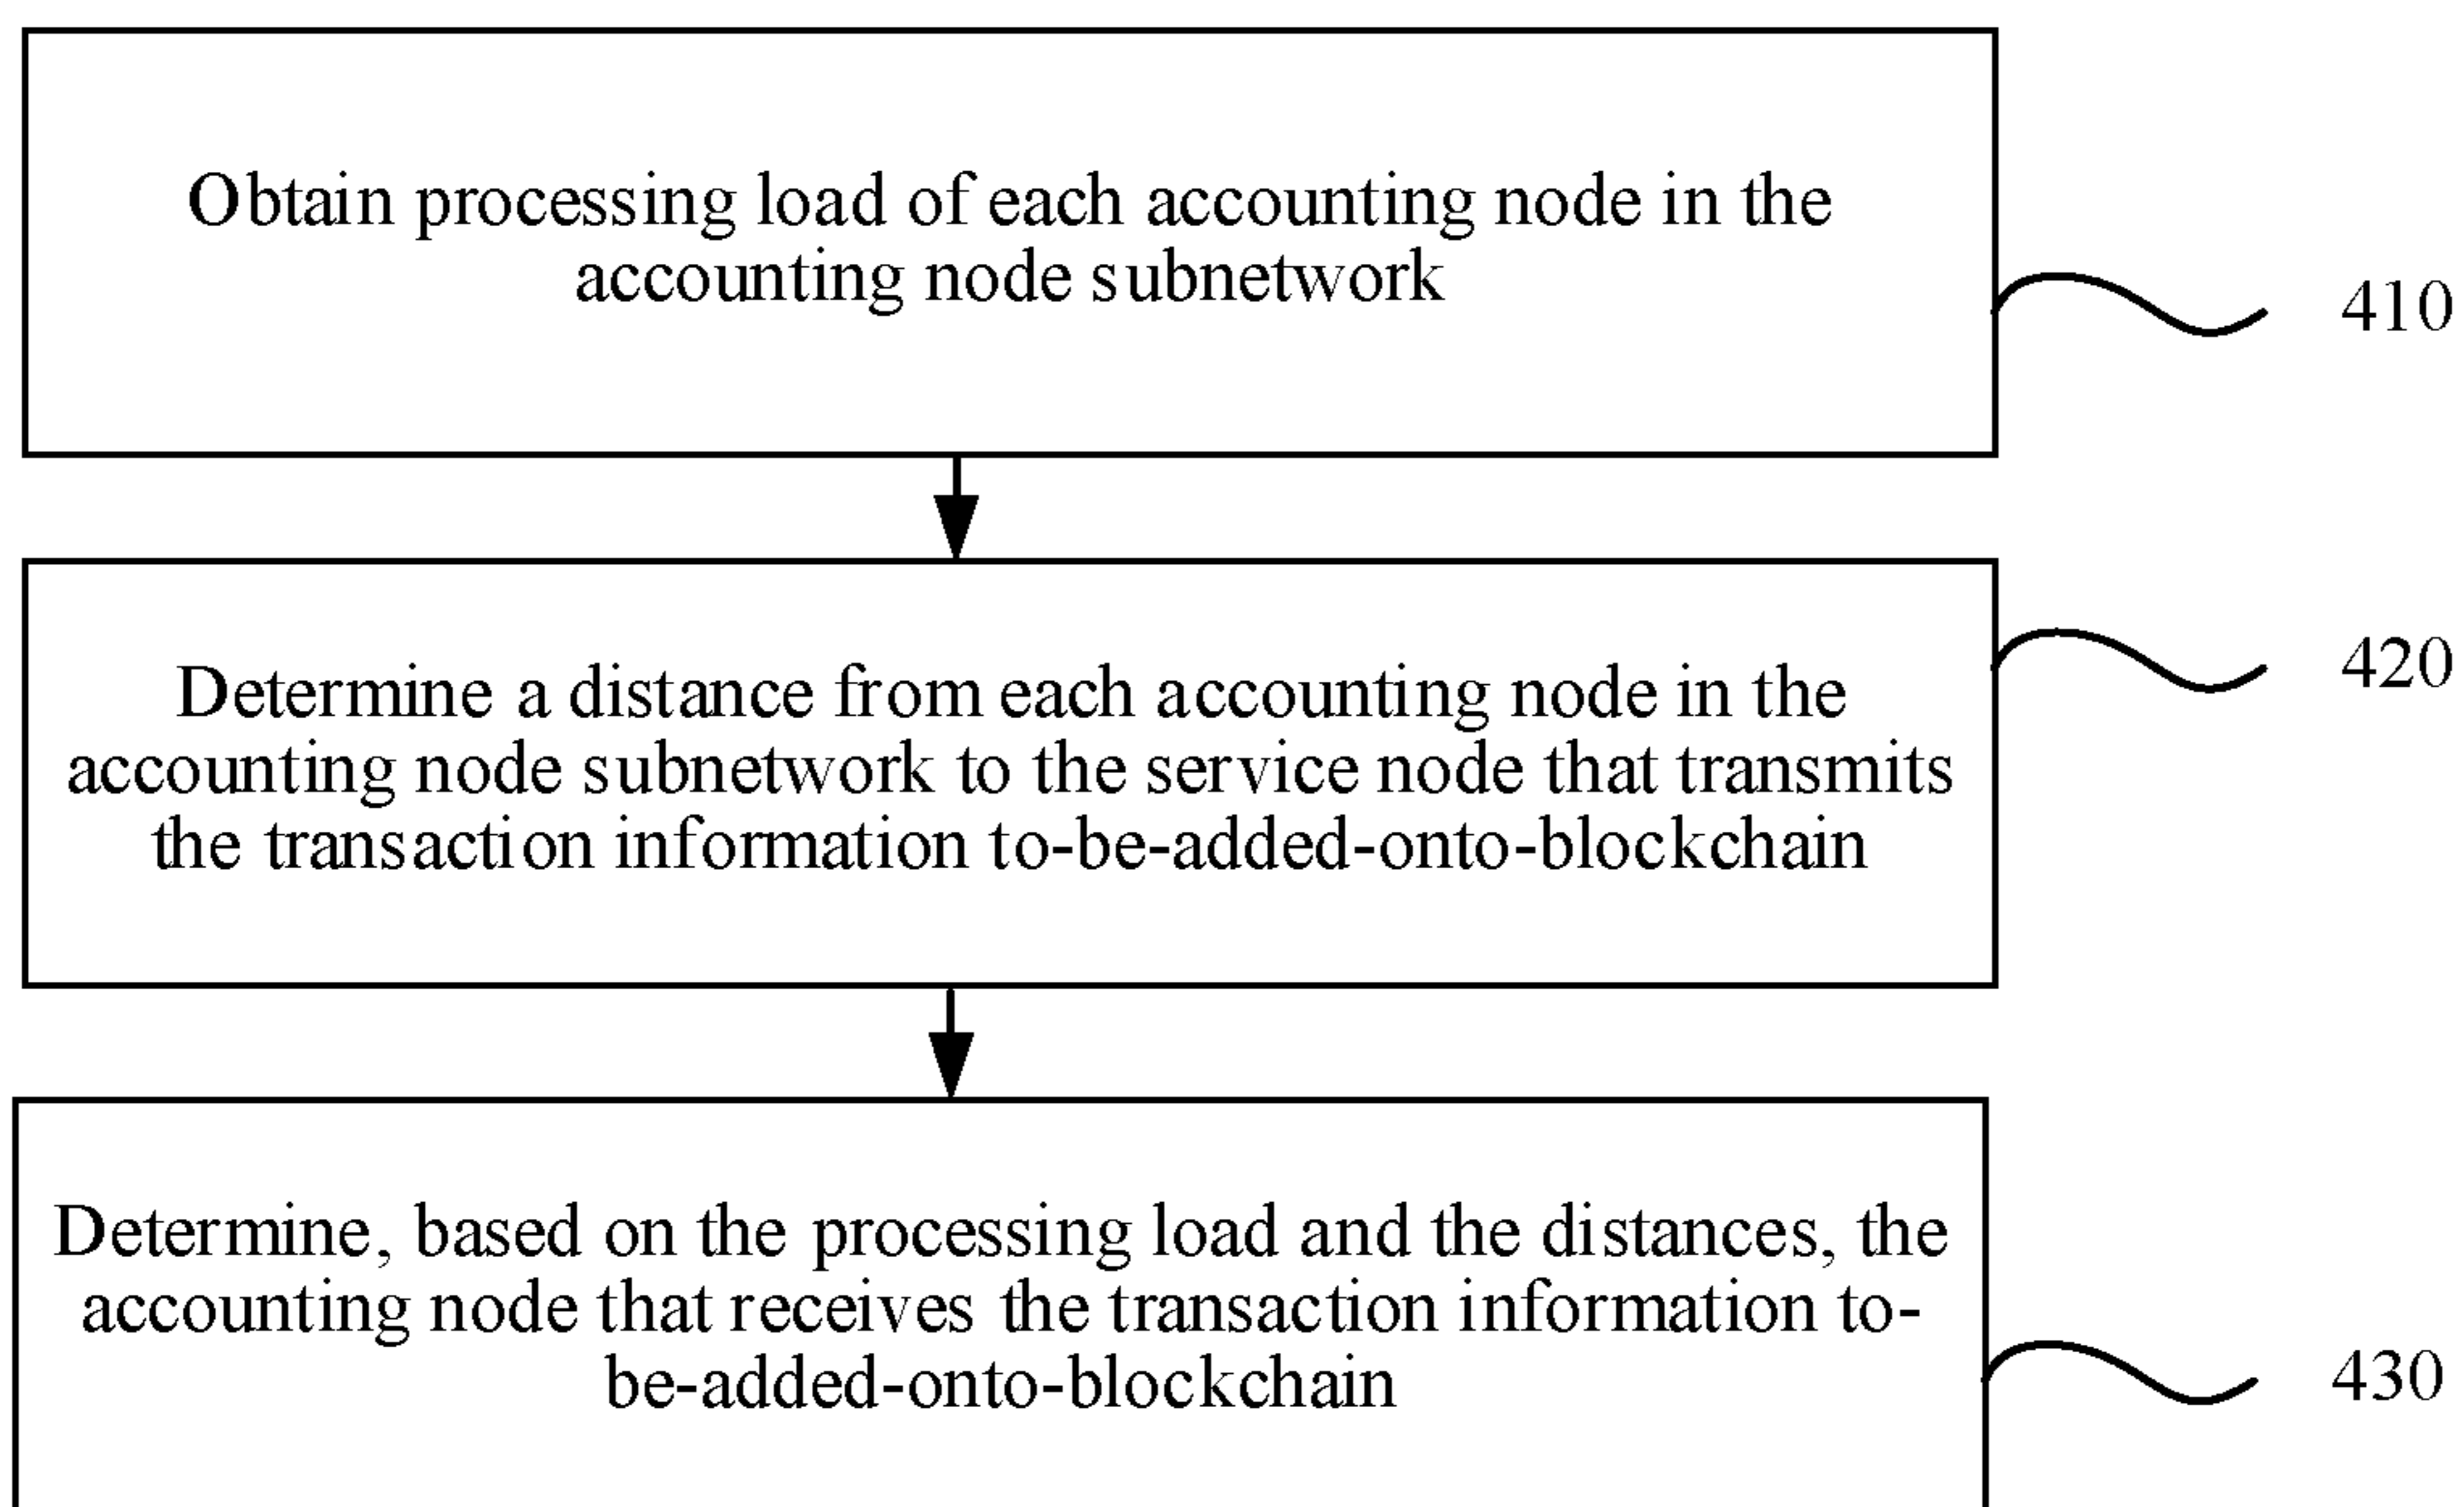 Obtain processing load of each accounting node in the
accounting node subnetwork
410
Determine a distance from each accounting node in the
accounting node subnetwork to the service node that transmits
the transaction information to-be-added-onto-blockchain
420
Determine, based on the processing load and the distances, the
accounting node that receives the transaction information to-
be-added-onto-blockchain
430